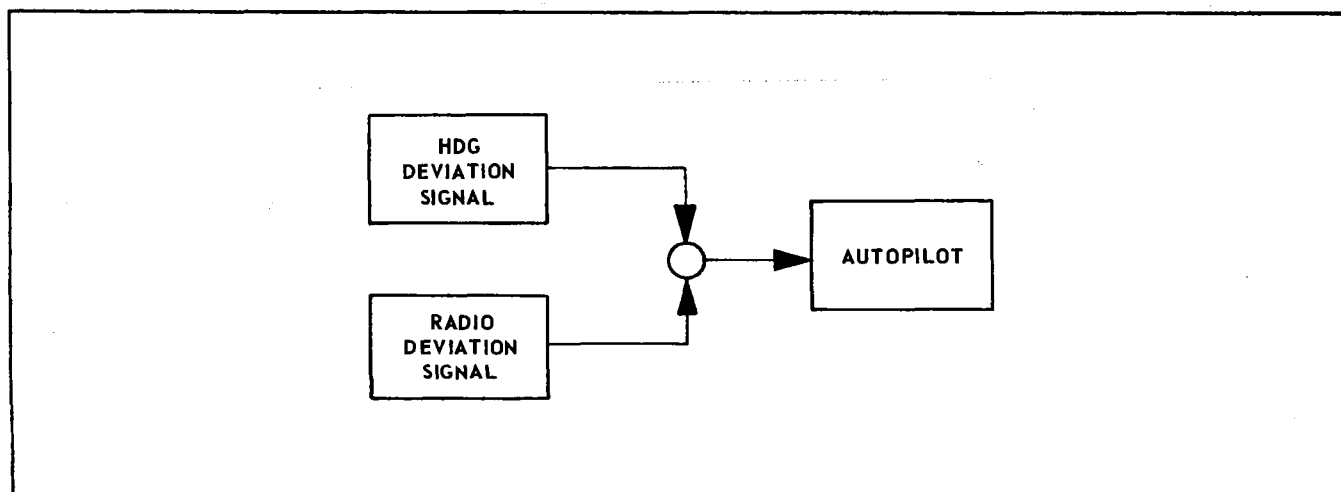 HDG
DEVIATION
SIGNAL
RADIO
DEVIATION
SIGNAL
AUTOPILOT